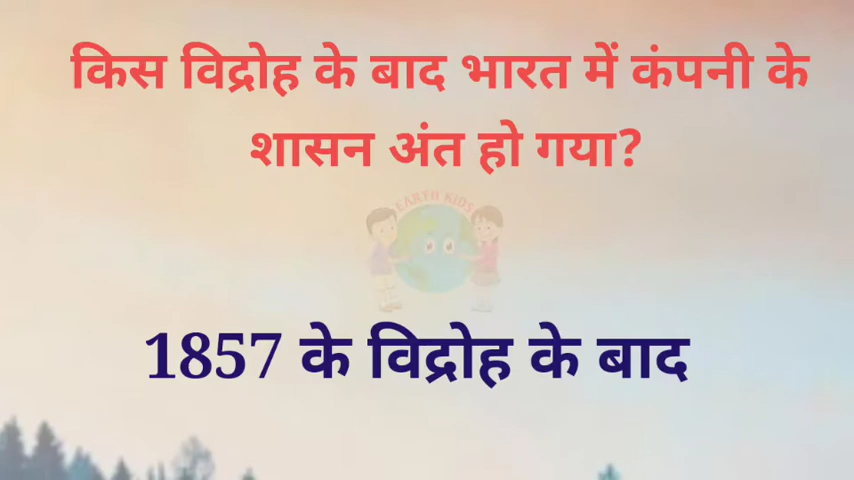 किस विद्रोह के बाद भारत में कंपनी के
शासन अंत हो गया?
EARTH KIDS
1857 के विद्रोह के बाद